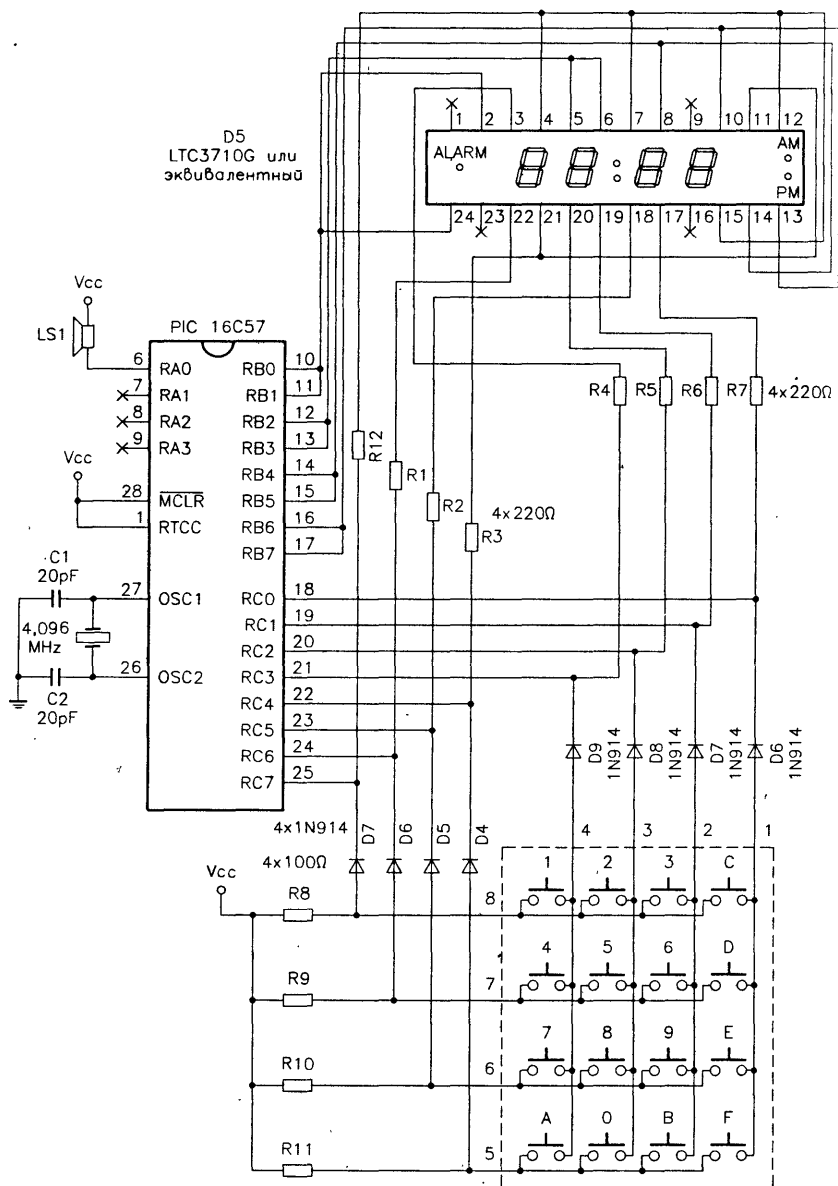 D5
LTC3710G или
эквивалентный
1 2 3 4 5 6 7 8 9 10 11 12
ALARM
AM
PM
24 23 22 21 20 19 18 17 16 15 14 13
Vcc
LS1
PIC 16C57
6 RA0 RB0 10
7 RA1 RB1 11
8 RA2 RB2 12
9 RA3 RB3 13
Vcc
RB4 14
28 MCLR RB5 15
1 RTCC RB6 16
RB7 17
C1
20pF
27 OSC1 RC0 18
4,096
MHz
RC1 19
RC2 20
26 OSC2 RC3 21
C2
20pF
RC4 22
RC5 23
RC6 24
RC7 25
R12
R1
R2
R3
4x220Ω
R4 R5 R6 R7 4x220Ω
D9 1N914
D8 1N914
D7 1N914
D6 1N914
4x1N914
D7 D6 D5 D4
4 3 2 1
4x100Ω
Vcc
R8 8 1 2 3 C
R9 7 4 5 6 D
R10 6 7 8 9 E
R11 5 A 0 B F